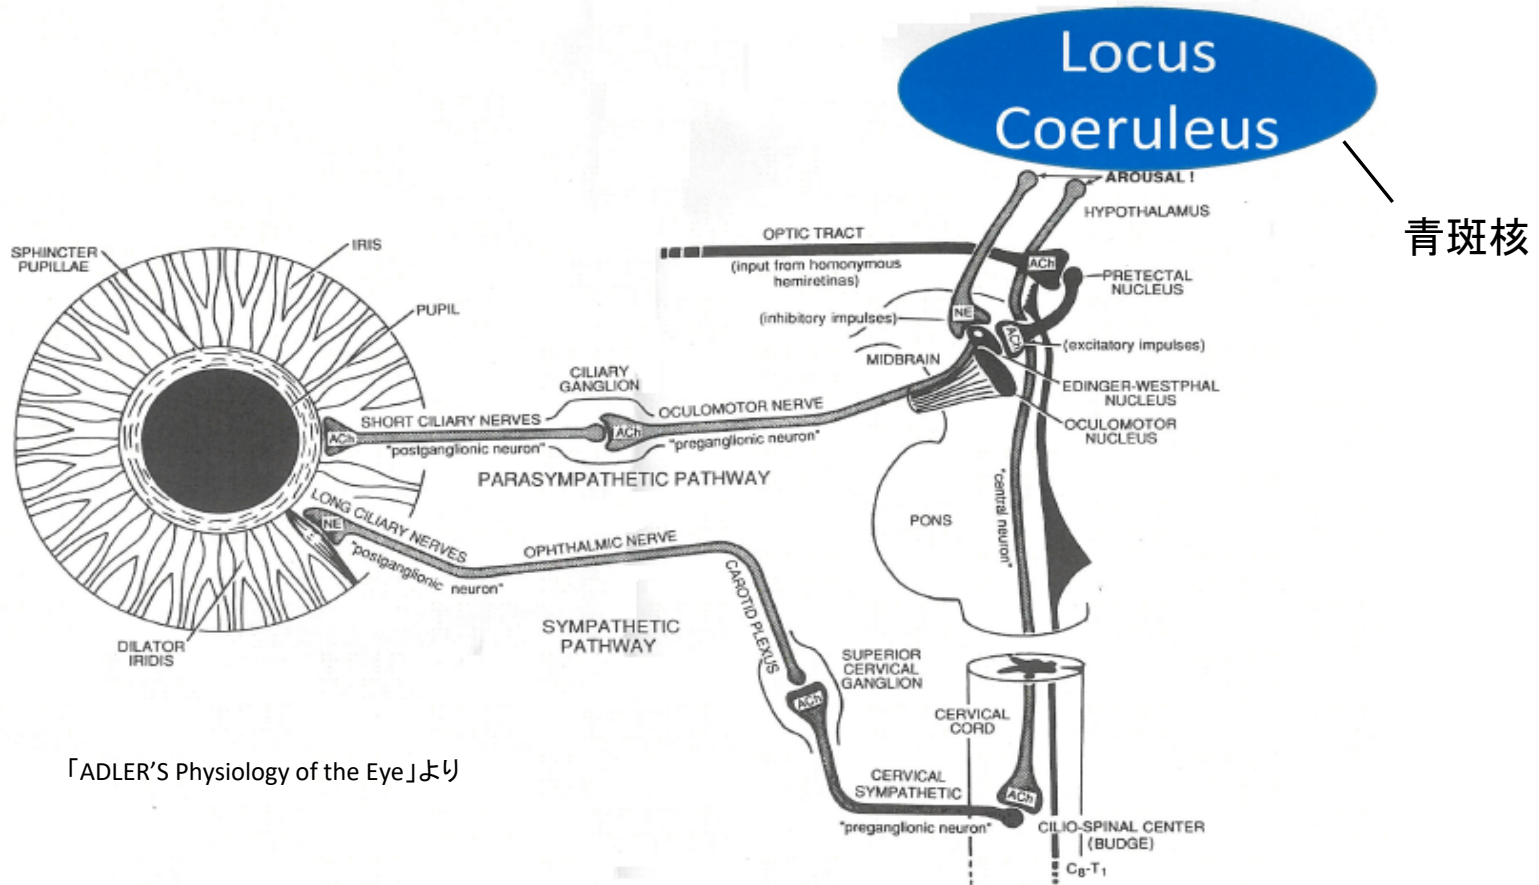 Locus
Coeruleus
AROUSAL !
HYPOTHALAMUS
青斑核
OPTIC TRACT
(input from homonymous
hemiretinas)
ACh
PRETECTAL
NUCLEUS
SPHINCTER
PUPILLAE
IRIS
PUPIL
NE
(inhibitory impulses)
ACh
(excitatory impulses)
MIDBRAIN
EDINGER-WESTPHAL
NUCLEUS
OCULOMOTOR
NUCLEUS
CILIARY
GANGLION
SHORT CILIARY NERVES
OCULOMOTOR NERVE
ACh
ACh
"postganglionic neuron"
"preganglionic neuron"
PARASYMPATHETIC PATHWAY
LONG CILIARY NERVES
NE
"postganglionic neuron"
OPHTHALMIC NERVE
PONS
"central neuron"
CAROTID PLEXUS
SYMPATHETIC
PATHWAY
DILATOR
IRIDIS
SUPERIOR
CERVICAL
GANGLION
ACh
CERVICAL
CORD
CERVICAL
SYMPATHETIC
ACh
"preganglionic neuron"
CILIO-SPINAL CENTER
(BUDGE)
C8-T1
「ADLER'S Physiology of the Eye」より